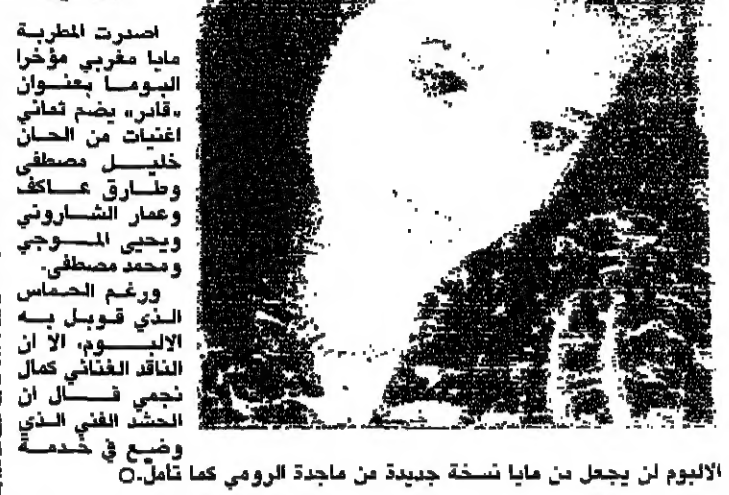 اصدرت المطربة
مايا مغربي مؤخرا
البوما بعنوان
«قادر» يضم ثماني
اغنيات من الحان
خليل مصطفى
وطارق عاكف
وعمار الشاروني
ويحيى الموجي
ومحمد مصطفى.
ورغم الحماس
الذي قوبل به
الالبوم، الا ان
الناقد الغنائي كمال
نجمي قال ان
الحشد الفني الذي
وضع في خدمة
الالبوم لن يجعل من مايا نسخة جديدة من ماجدة الرومي كما تأمل.○